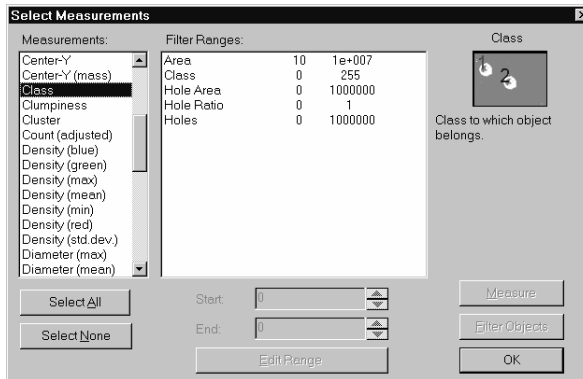 Select Measurements
Measurements:
Center-Y
Center-Y (mass)
Class
Clumpiness
Cluster
Count (adjusted)
Density (blue)
Density (green)
Density (max)
Density (mean)
Density (min)
Density (red)
Density (std.dev.)
Diameter (max)
Diameter (mean)
Select All
Select None
Filter Ranges:
Area 10 1e+007
Class 0 255
Hole Area 0 1000000
Hole Ratio 0 1
Holes 0 1000000
Start: 0
End: 0
Edit Range
Class
1
2
Class to which object
belongs.
Measure
Filter Objects
OK